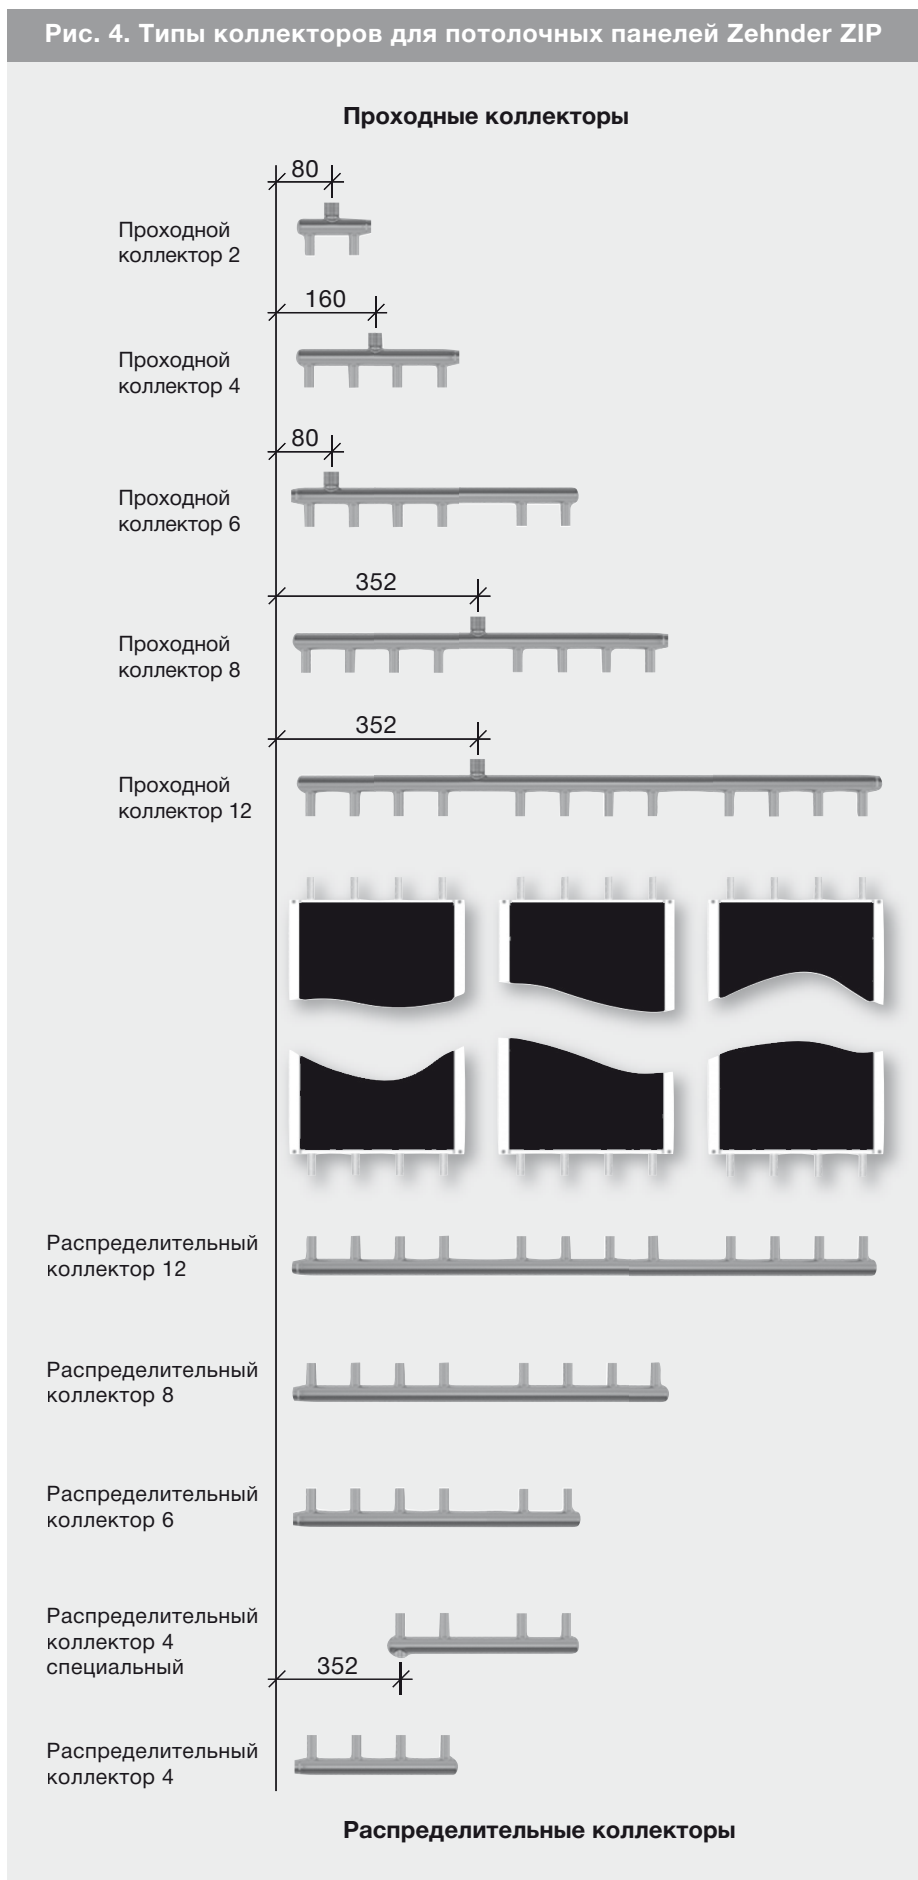 Рис. 4. Типы коллекторов для потолочных панелей Zehnder ZIP
Проходные коллекторы
80
Проходной
коллектор 2
160
Проходной
коллектор 4
80
Проходной
коллектор 6
352
Проходной
коллектор 8
352
Проходной
коллектор 12
Распределительный
коллектор 12
Распределительный
коллектор 8
Распределительный
коллектор 6
Распределительный
коллектор 4
специальный
352
Распределительный
коллектор 4
Распределительные коллекторы